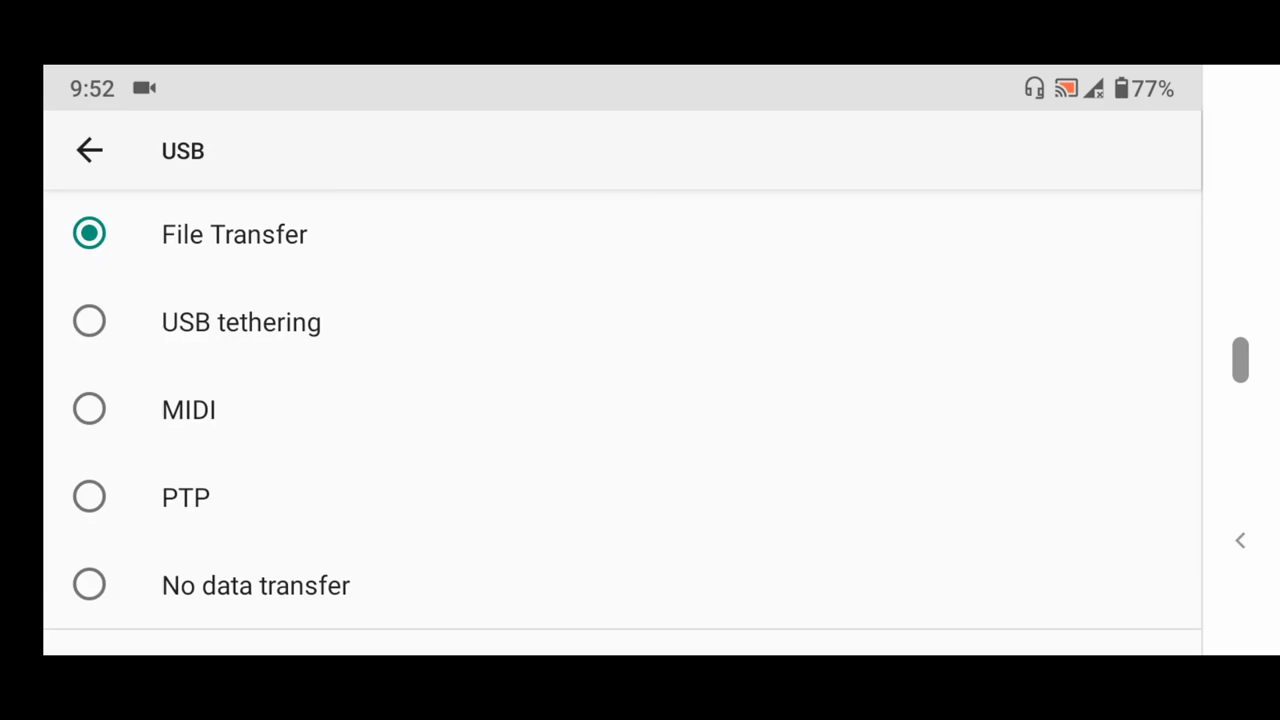 9:52 77%
USB
File Transfer
USB tethering
MIDI
PTP
No data transfer